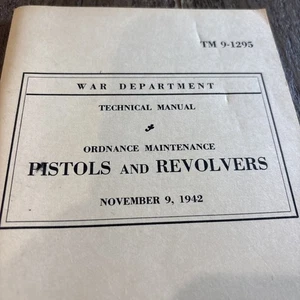 TM 9-1295
WAR DEPARTMENT
TECHNICAL MANUAL
ORDNANCE MAINTENANCE
PISTOLS AND REVOLVERS
NOVEMBER 9, 1942